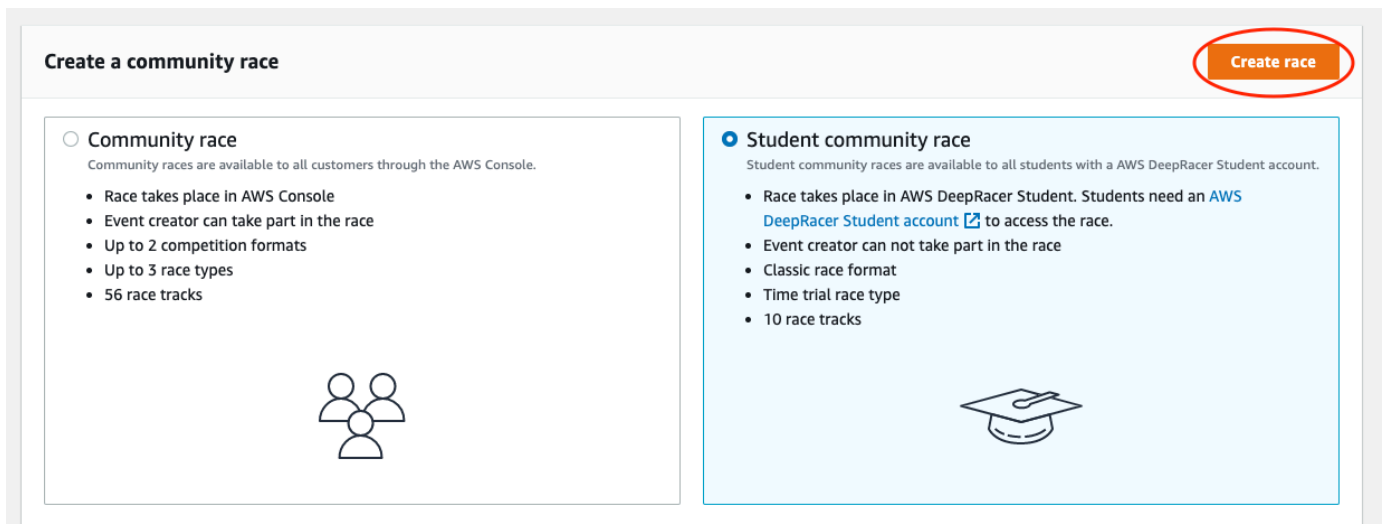 Create a community race
Create race
Community race
Community races are available to all customers through the AWS Console.
• Race takes place in AWS Console
• Event creator can take part in the race
• Up to 2 competition formats
• Up to 3 race types
• 56 race tracks
Student community race
Student community races are available to all students with a AWS DeepRacer Student account.
• Race takes place in AWS DeepRacer Student. Students need an AWS
DeepRacer Student account to access the race.
• Event creator can not take part in the race
• Classic race format
• Time trial race type
• 10 race tracks